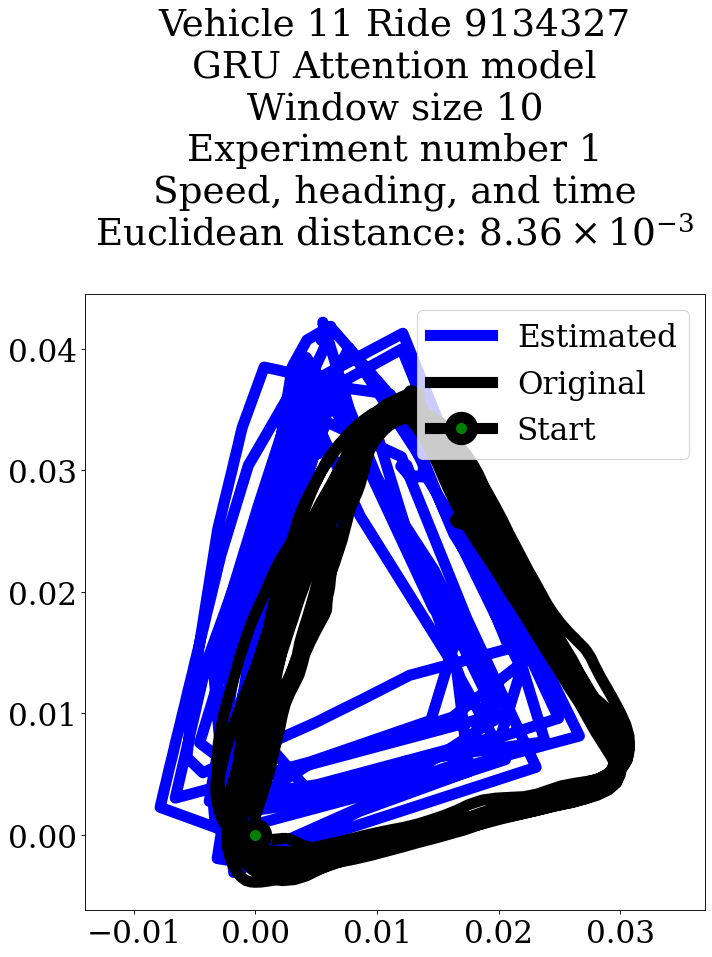 Vehicle 11 Ride 9134327
GRU Attention model
Window size 10
Experiment number 1
Speed, heading, and time
Euclidean distance: 8.36 × 10⁻³
Estimated
Original
Start
0.04
0.03
0.02
0.01
0.00
−0.01 0.00 0.01 0.02 0.03